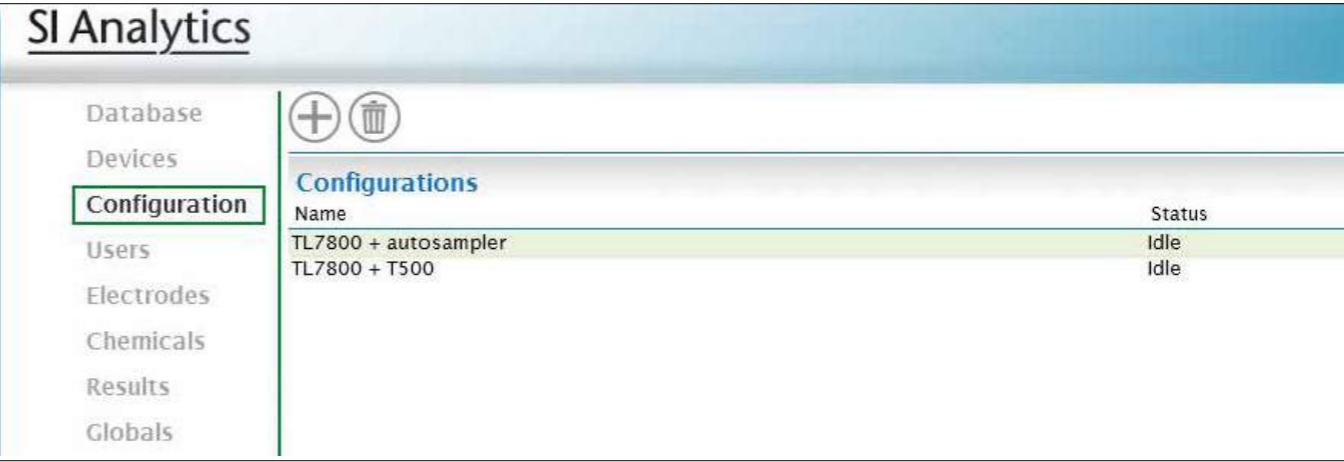 SI Analytics
Database
Devices
Configuration
Users
Electrodes
Chemicals
Results
Globals
Configurations
Name Status
TL7800 + autosampler Idle
TL7800 + T500 Idle